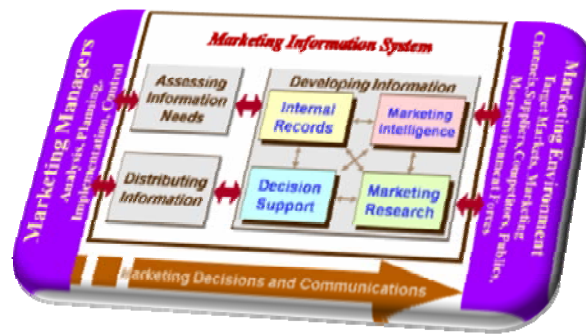 Marketing Managers
Analysis, Planning,
Implementation, Control
Marketing Information System
Assessing
Information
Needs
Distributing
Information
Developing Information
Internal
Records
Marketing
Intelligence
Decision
Support
Marketing
Research
Marketing Environment
Target Markets, Marketing
Channels, Suppliers, Competitors, Publics,
Macroenvironment Forces
Marketing Decisions and Communications